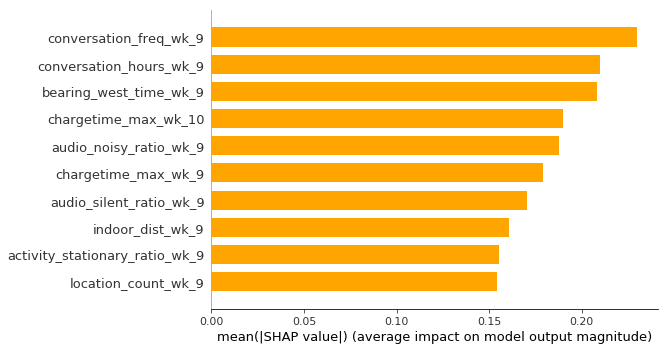 conversation_freq_wk_9
conversation_hours_wk_9
bearing_west_time_wk_9
chargetime_max_wk_10
audio_noisy_ratio_wk_9
chargetime_max_wk_9
audio_silent_ratio_wk_9
indoor_dist_wk_9
activity_stationary_ratio_wk_9
location_count_wk_9
0.00 0.05 0.10 0.15 0.20
mean(|SHAP value|) (average impact on model output magnitude)